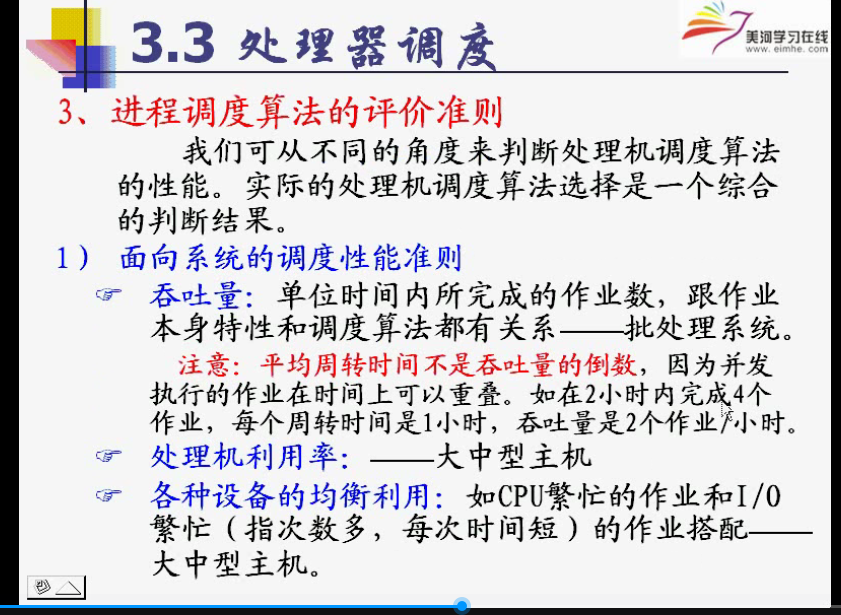 3.3 处理器调度
美河学习在线
www.eimhe.com
3、进程调度算法的评价准则
我们可从不同的角度来判断处理机调度算法
的性能。实际的处理机调度算法选择是一个综合
的判断结果。
1） 面向系统的调度性能准则
☞ 吞吐量：单位时间内所完成的作业数，跟作业
本身特性和调度算法都有关系——批处理系统。
注意：平均周转时间不是吞吐量的倒数，因为并发
执行的作业在时间上可以重叠。如在2小时内完成4个
作业，每个周转时间是1小时，吞吐量是2个作业/小时。
☞ 处理机利用率：——大中型主机
☞ 各种设备的均衡利用：如CPU繁忙的作业和I/O
繁忙（指次数多，每次时间短）的作业搭配——
大中型主机。